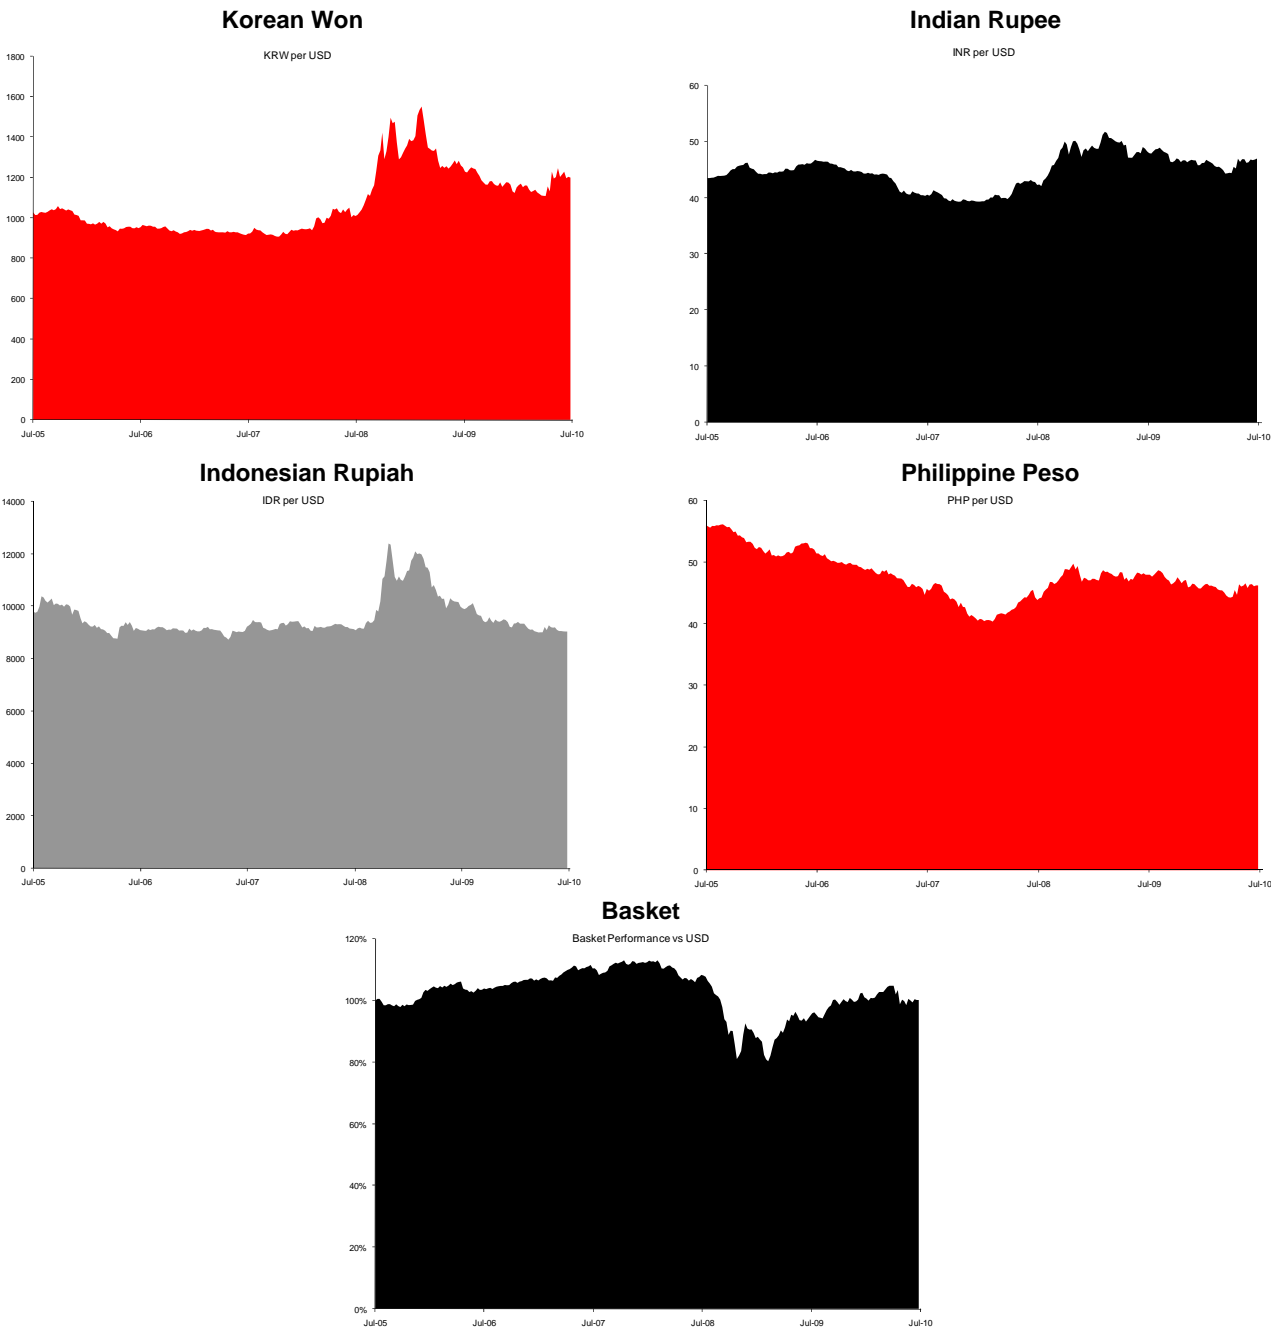 Korean Won
KRW per USD
1800
1600
1400
1200
1000
800
600
400
200
0
Jul-05 Jul-06 Jul-07 Jul-08 Jul-09 Jul-10
Indian Rupee
INR per USD
60
50
40
30
20
10
0
Jul-05 Jul-06 Jul-07 Jul-08 Jul-09 Jul-10
Indonesian Rupiah
IDR per USD
14000
12000
10000
8000
6000
4000
2000
0
Jul-05 Jul-06 Jul-07 Jul-08 Jul-09 Jul-10
Philippine Peso
PHP per USD
60
50
40
30
20
10
0
Jul-05 Jul-06 Jul-07 Jul-08 Jul-09 Jul-10
Basket
Basket Performance vs USD
120%
100%
80%
60%
40%
20%
0%
Jul-05 Jul-06 Jul-07 Jul-08 Jul-09 Jul-10